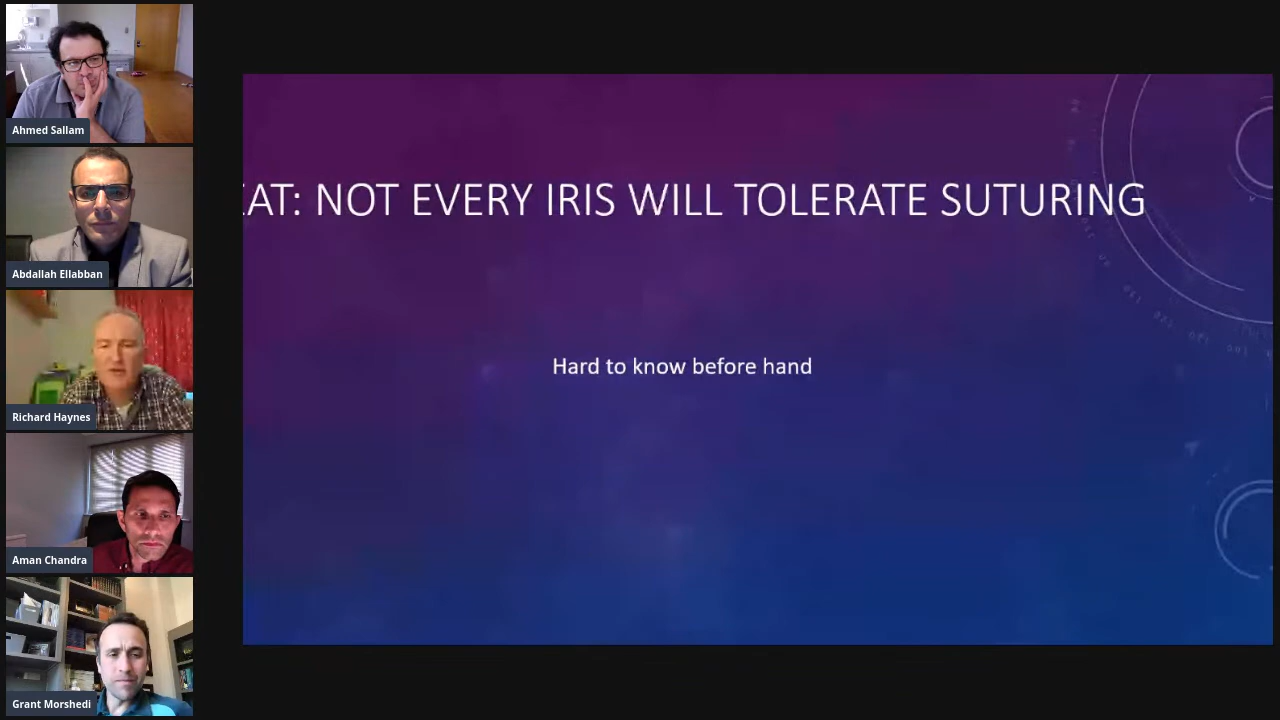 Ahmed Sallam
Abdallah Ellabban
Richard Haynes
Aman Chandra
Grant Morshedi
EAT: NOT EVERY IRIS WILL TOLERATE SUTURING
Hard to know before hand